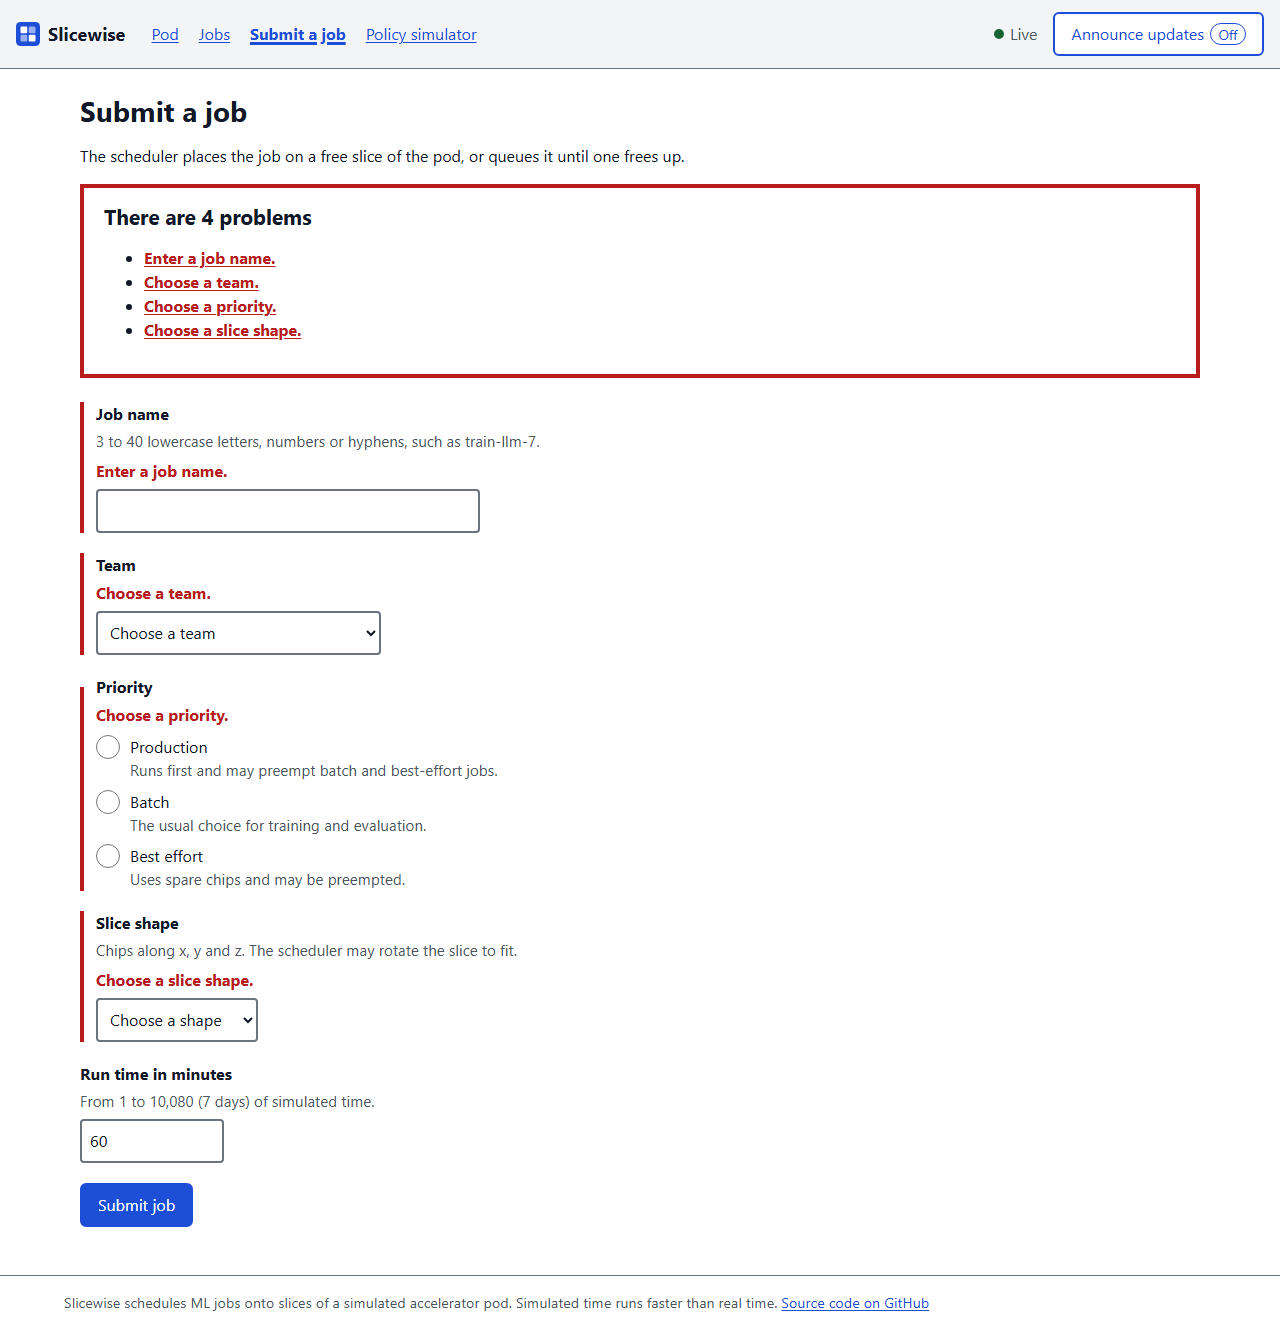 Slicewise Pod Jobs Submit a job Policy simulator Live Announce updates Off
Submit a job
The scheduler places the job on a free slice of the pod, or queues it until one frees up.
There are 4 problems
Enter a job name.
Choose a team.
Choose a priority.
Choose a slice shape.
Job name
3 to 40 lowercase letters, numbers or hyphens, such as train-llm-7.
Enter a job name.
Team
Choose a team.
Choose a team
Priority
Choose a priority.
Production
Runs first and may preempt batch and best-effort jobs.
Batch
The usual choice for training and evaluation.
Best effort
Uses spare chips and may be preempted.
Slice shape
Chips along x, y and z. The scheduler may rotate the slice to fit.
Choose a slice shape.
Choose a shape
Run time in minutes
From 1 to 10,080 (7 days) of simulated time.
60
Submit job
Slicewise schedules ML jobs onto slices of a simulated accelerator pod. Simulated time runs faster than real time. Source code on GitHub